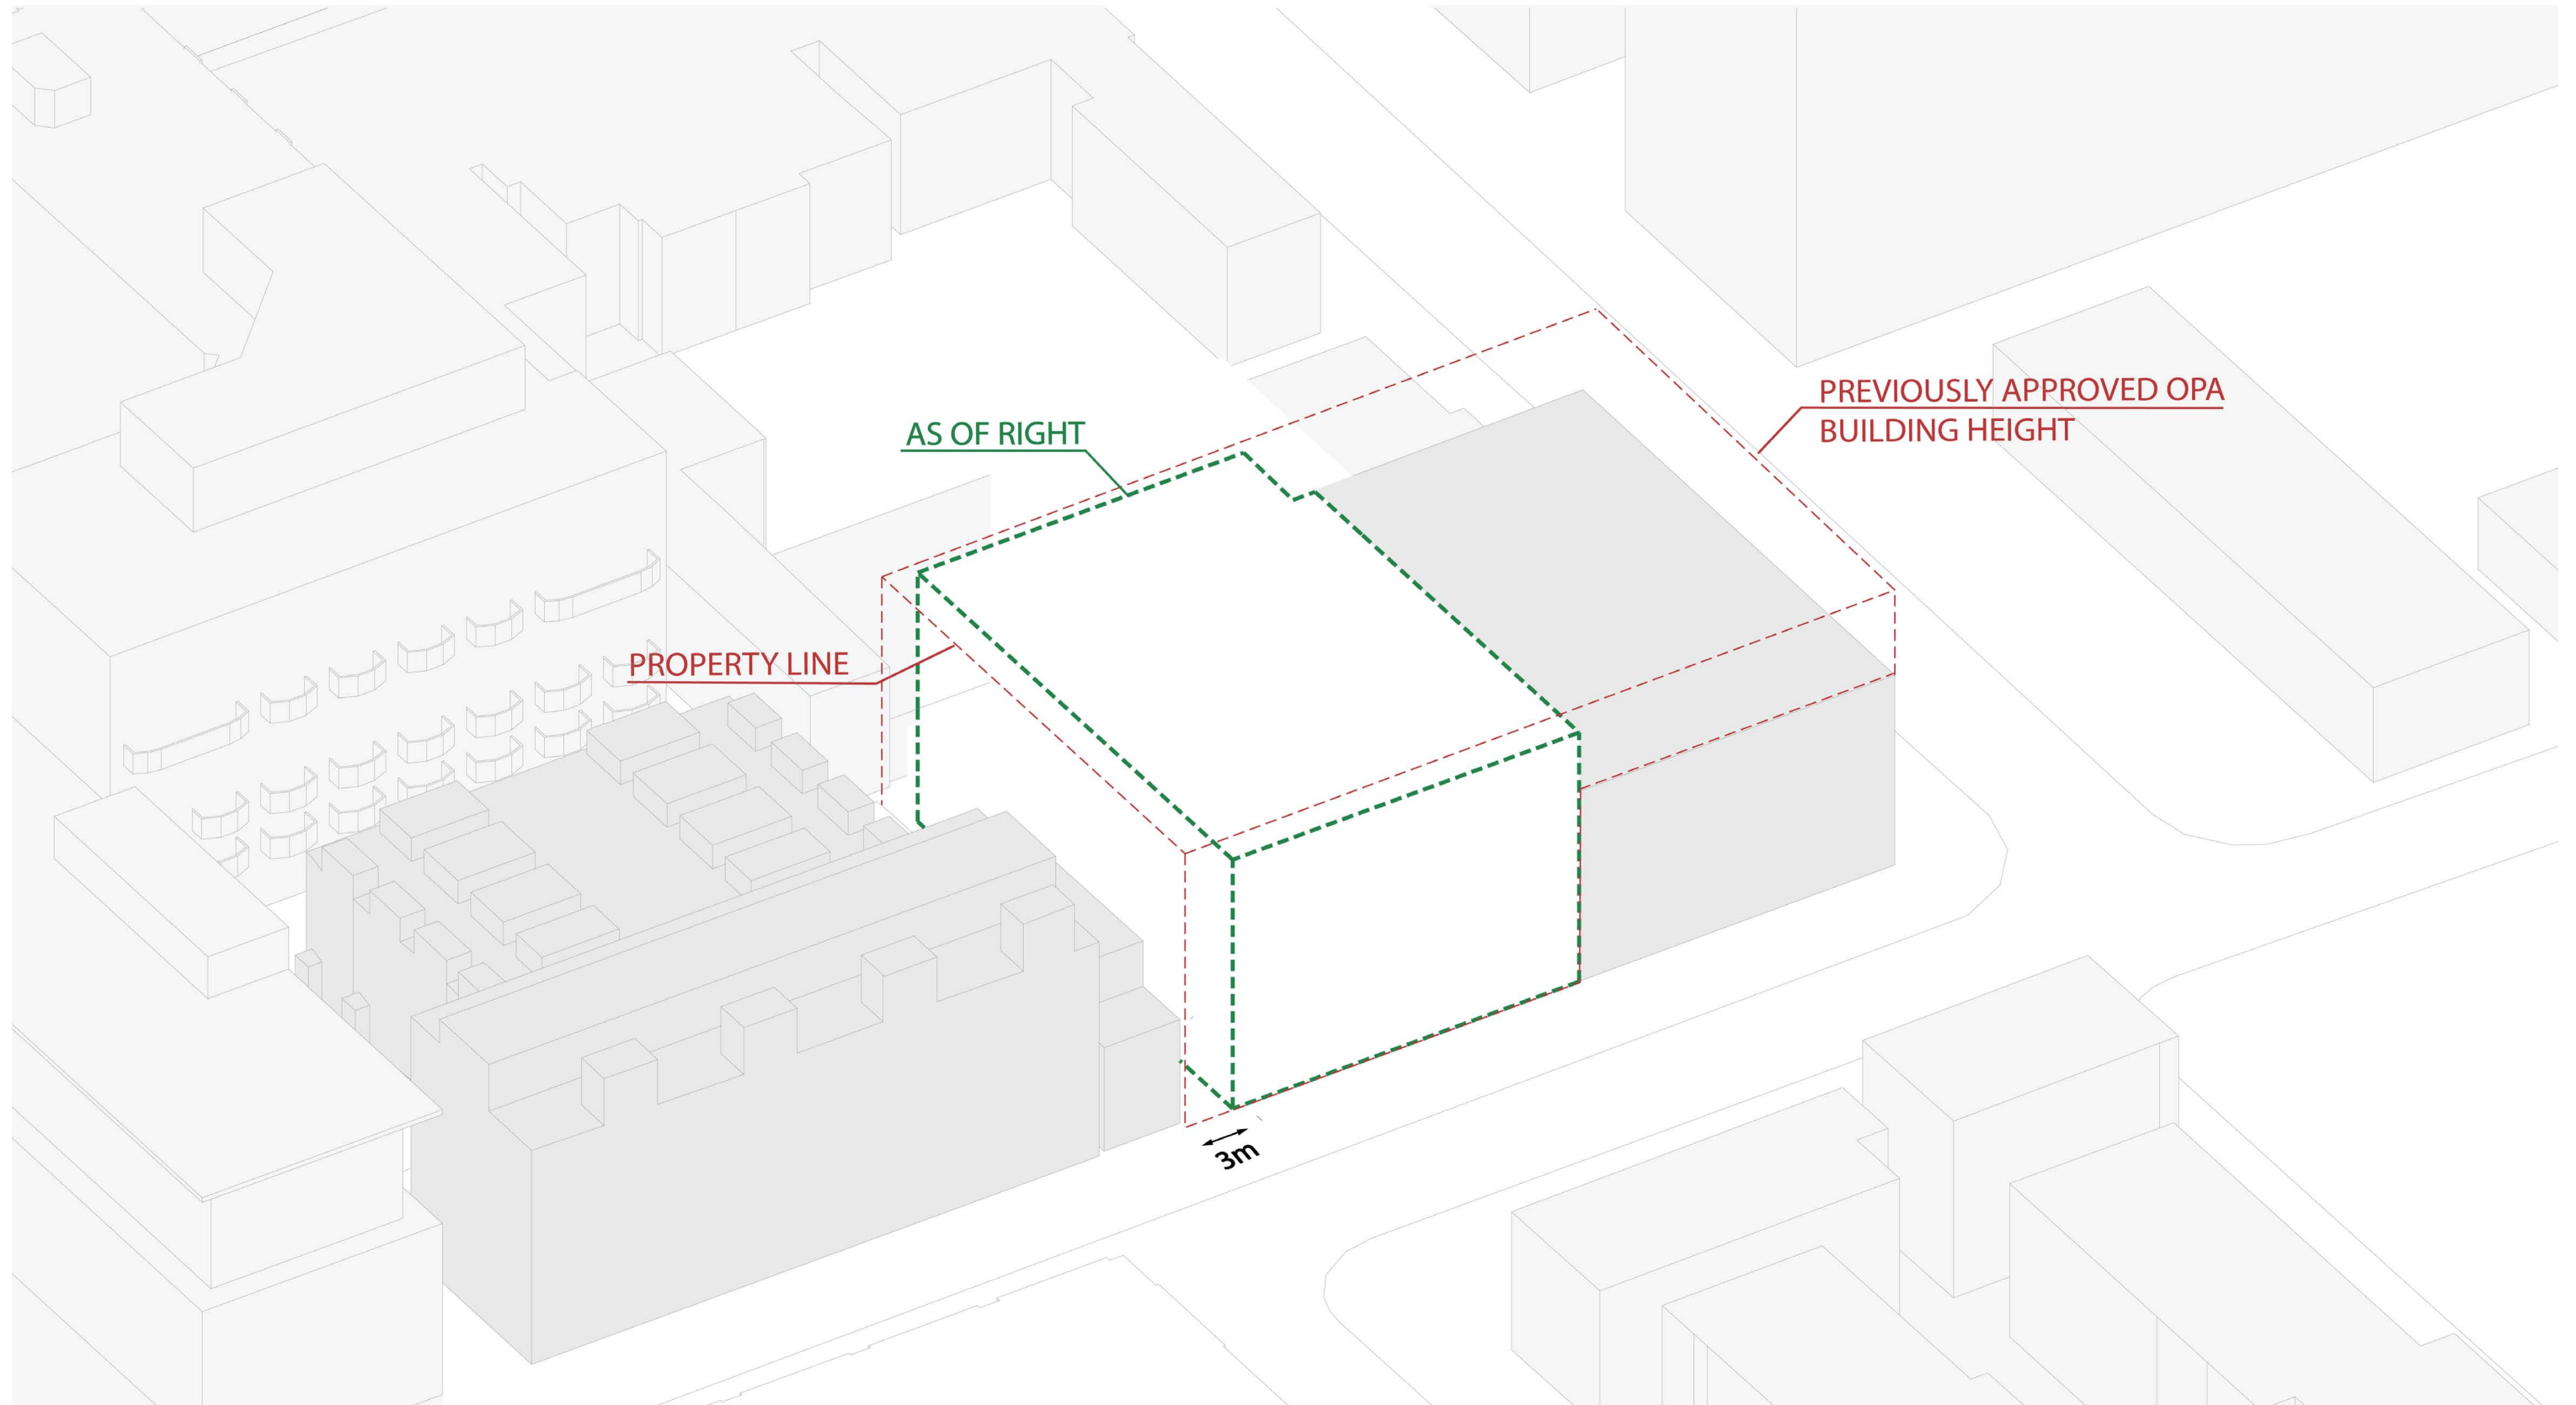 PREVIOUSLY APPROVED OPA
BUILDING HEIGHT
AS OF RIGHT
PROPERTY LINE
3m